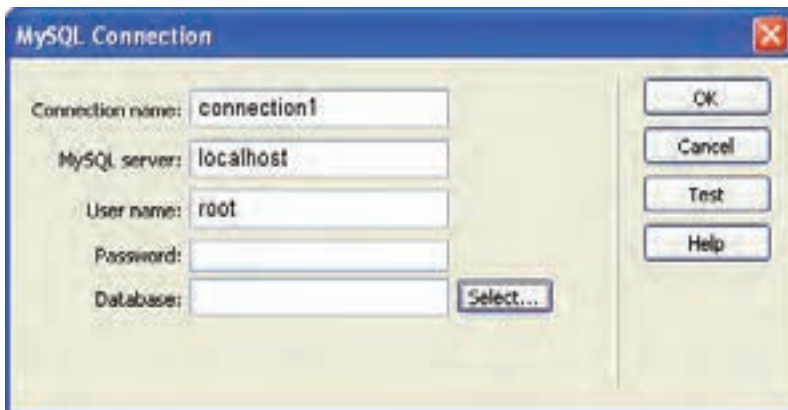 MySQL Connection
Connection name: connection1
MySQL server: localhost
User name: root
Password:
Database: Select...
OK
Cancel
Test
Help